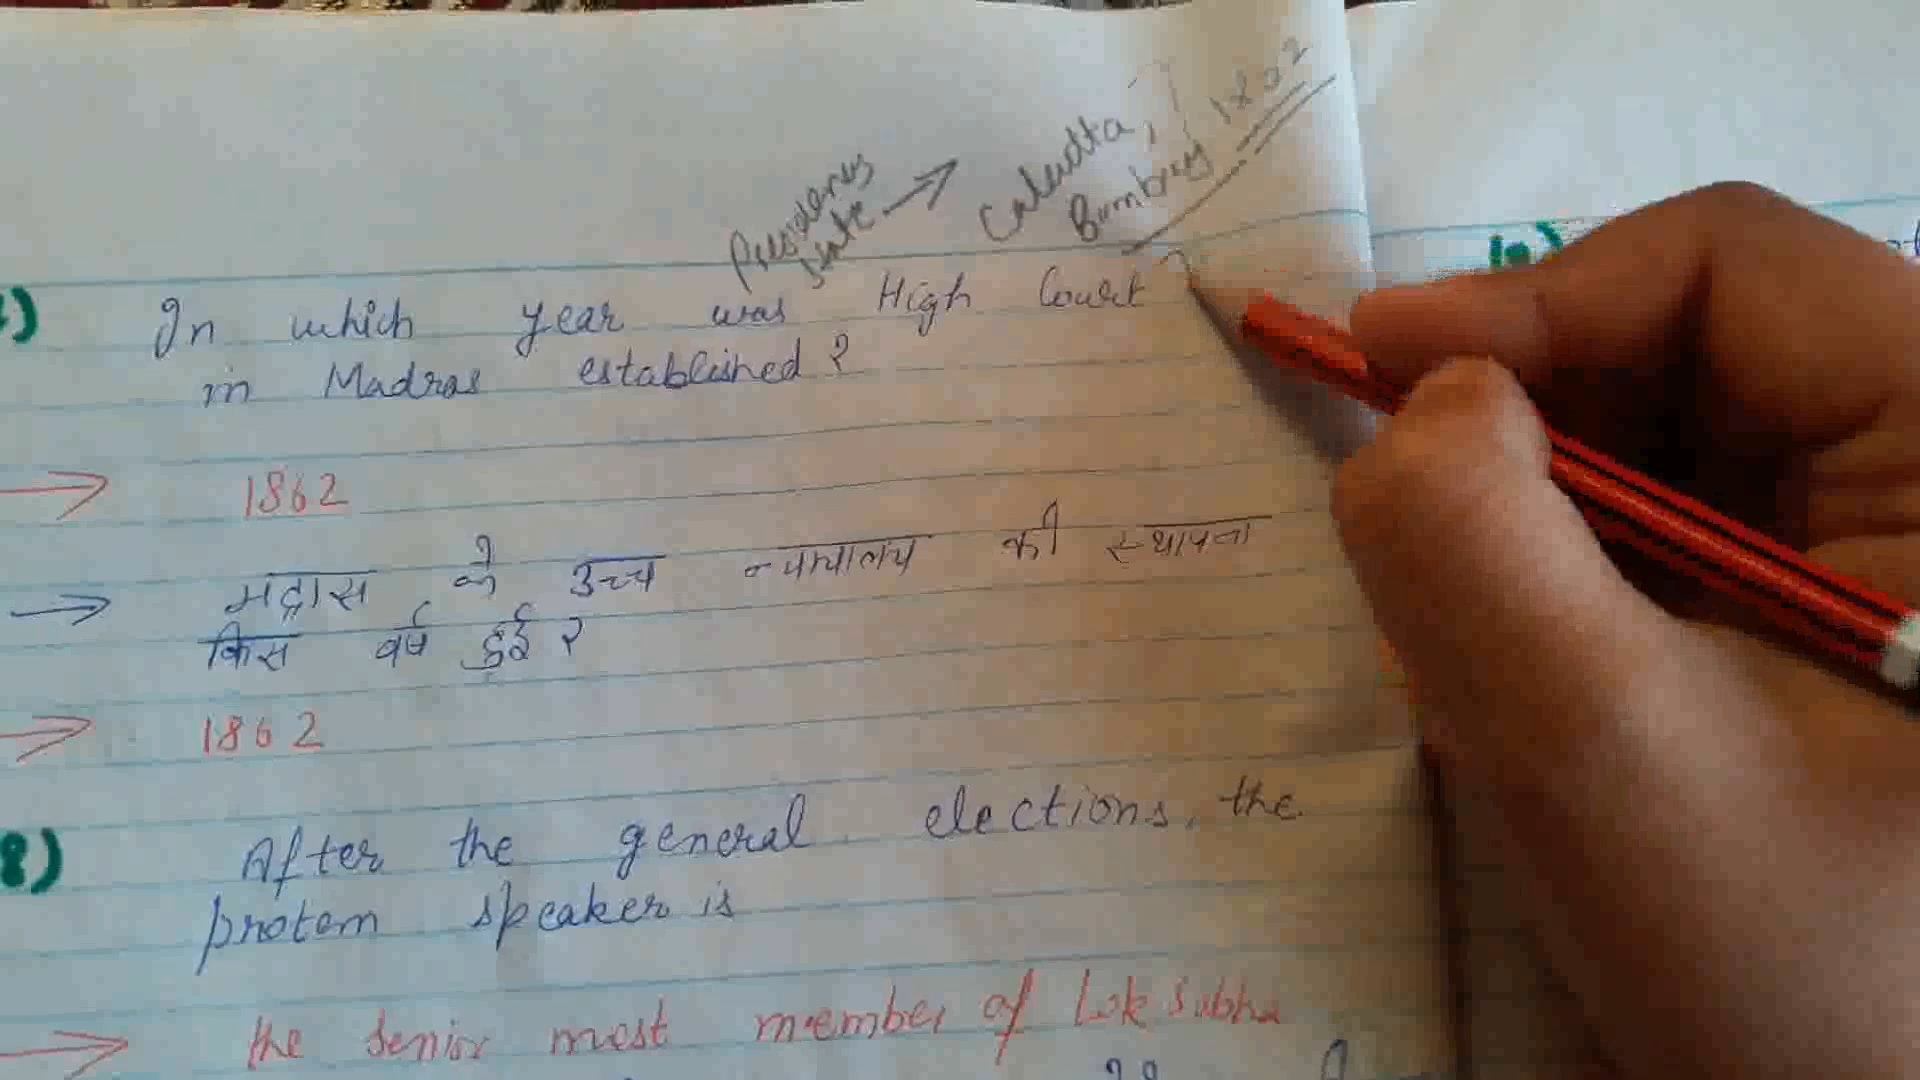 Presidency
state → Calcutta,
Bombay 1862
In which year was High Court
in Madras established?
→ 1862
→ मद्रास के उच्च न्यायालय की स्थापना
किस वर्ष हुई ?
→ 1862
8) After the general elections, the
protem speaker is
→ the senior most member of Lok Sabha